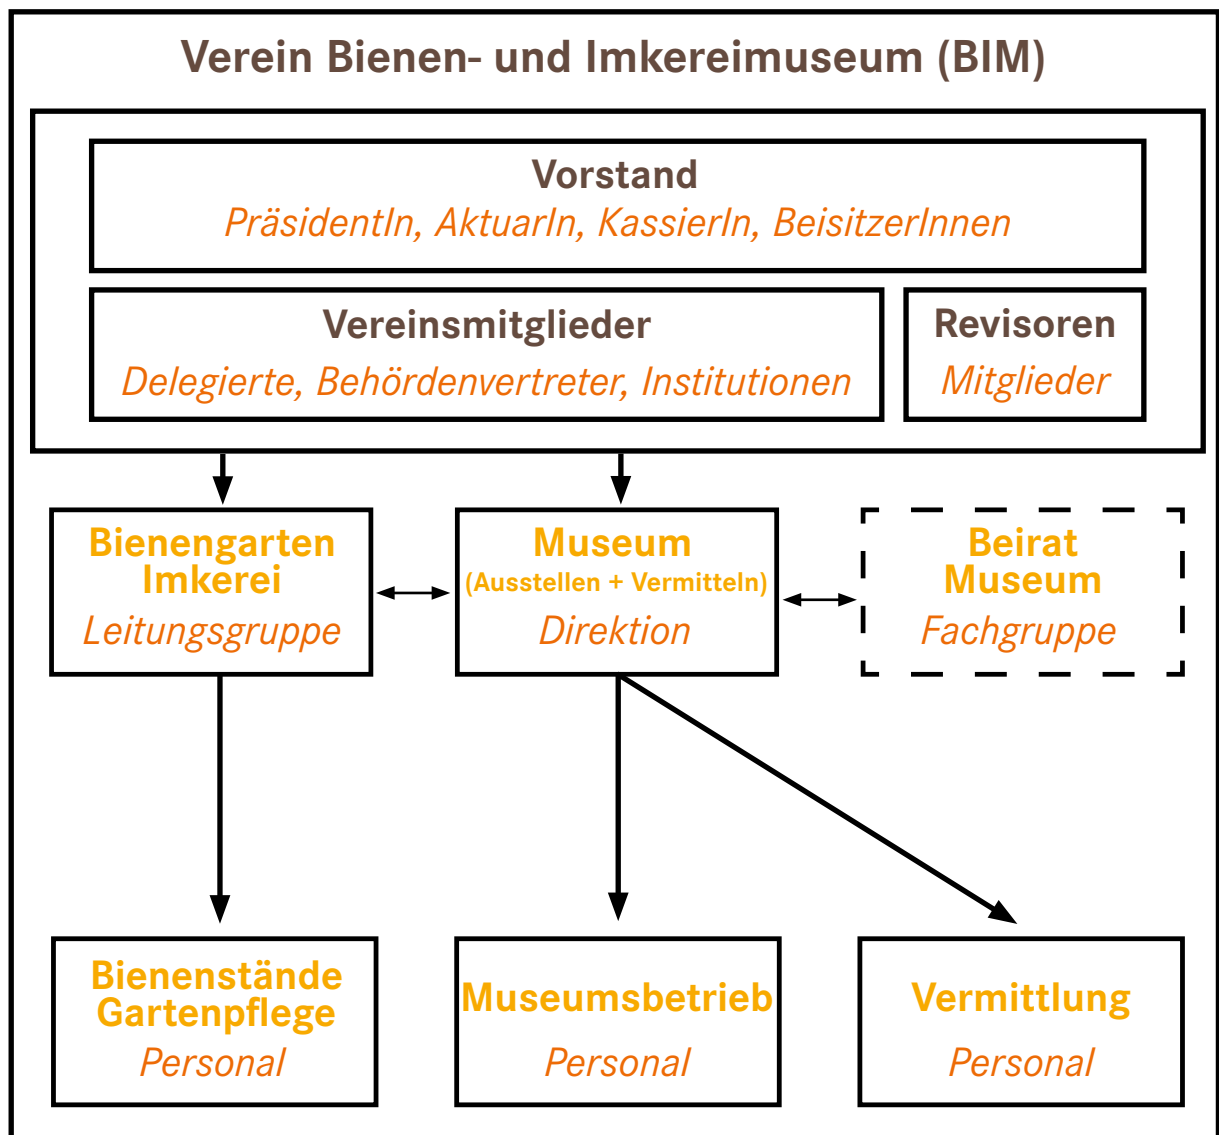 Verein Bienen- und Imkereimuseum (BIM)
Vorstand
PräsidentIn, AktuarIn, KassierIn, BeisitzerInnen
Vereinsmitglieder
Delegierte, Behördenvertreter, Institutionen
Revisoren
Mitglieder
Bienengarten
Imkerei
Leitungsgruppe
Museum
(Ausstellen + Vermitteln)
Direktion
Beirat
Museum
Fachgruppe
Bienenstände
Gartenpflege
Personal
Museumsbetrieb
Personal
Vermittlung
Personal